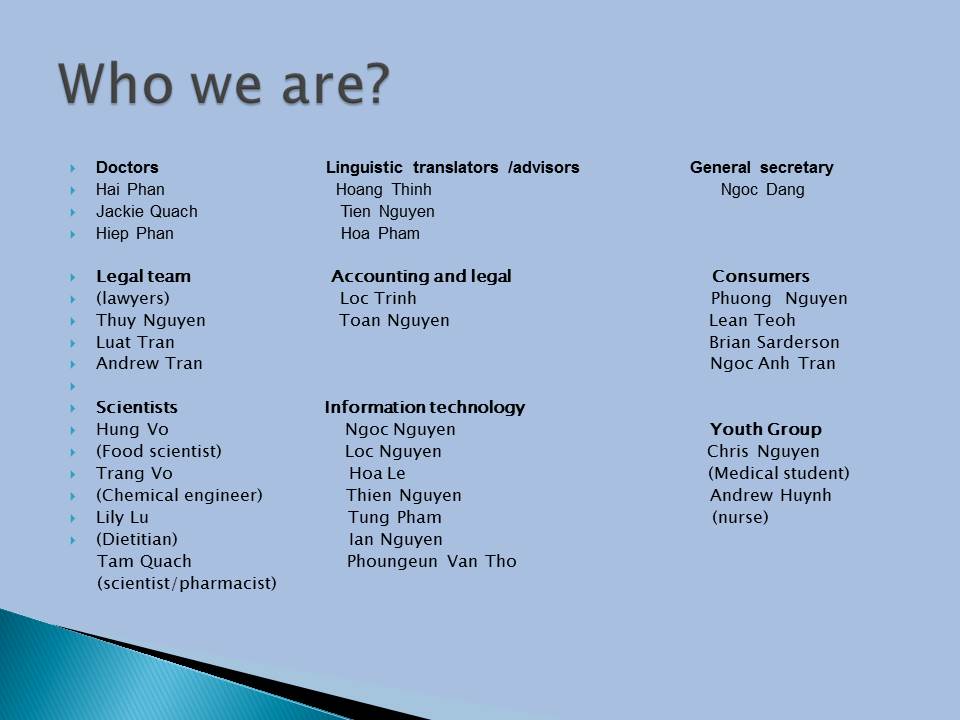 Who we are?
Doctors Linguistic translators /advisors General secretary
Hai Phan Hoang Thinh Ngoc Dang
Jackie Quach Tien Nguyen
Hiep Phan Hoa Pham
Legal team Accounting and legal Consumers
(lawyers) Loc Trinh Phuong Nguyen
Thuy Nguyen Toan Nguyen Lean Teoh
Luat Tran Brian Sarderson
Andrew Tran Ngoc Anh Tran
Scientists Information technology
Hung Vo Ngoc Nguyen Youth Group
(Food scientist) Loc Nguyen Chris Nguyen
Trang Vo Hoa Le (Medical student)
(Chemical engineer) Thien Nguyen Andrew Huynh
Lily Lu Tung Pham (nurse)
(Dietitian) Ian Nguyen
Tam Quach Phoungeun Van Tho
(scientist/pharmacist)